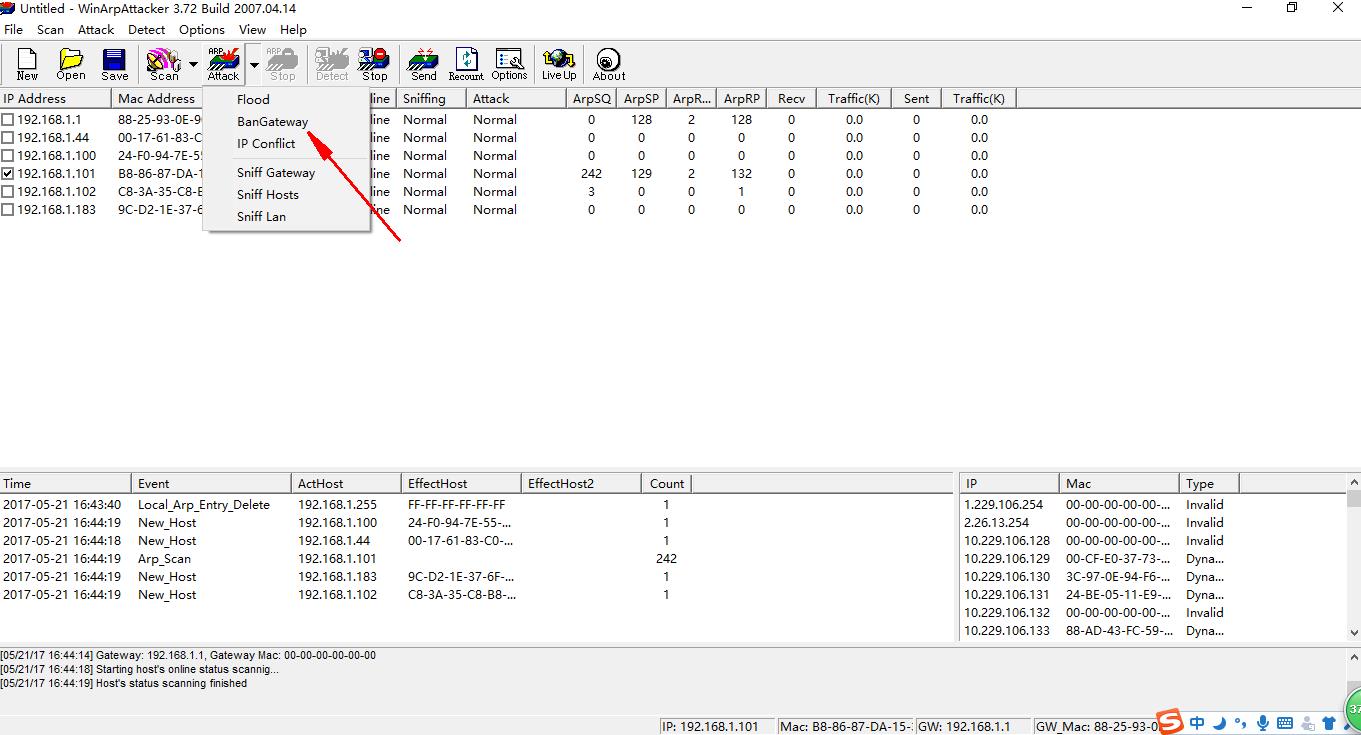 Untitled - WinArpAttacker 3.72 Build 2007.04.14
File Scan Attack Detect Options View Help
New Open Save Scan ARP Attack ARP Stop Detect Stop Send Recount Options Live Up About
IP Address Mac Address line Sniffing Attack ArpSQ ArpSP ArpR... ArpRP Recv Traffic(K) Sent Traffic(K)
Flood
BanGateway
IP Conflict
Sniff Gateway
Sniff Hosts
Sniff Lan
192.168.1.1 88-25-93-0E-9 line Normal Normal 0 128 2 128 0 0.0 0 0.0
192.168.1.44 00-17-61-83-C line Normal Normal 0 0 0 0 0 0.0 0 0.0
192.168.1.100 24-F0-94-7E-5 line Normal Normal 0 0 0 0 0 0.0 0 0.0
192.168.1.101 B8-86-87-DA-1 line Normal Normal 242 129 2 132 0 0.0 0 0.0
192.168.1.102 C8-3A-35-C8- line Normal Normal 3 0 0 1 0 0.0 0 0.0
192.168.1.183 9C-D2-1E-37-6 line Normal Normal 0 0 0 0 0 0.0 0 0.0
Time Event ActHost EffectHost EffectHost2 Count
2017-05-21 16:43:40 Local_Arp_Entry_Delete 192.168.1.255 FF-FF-FF-FF-FF-FF 1
2017-05-21 16:44:19 New_Host 192.168.1.100 24-F0-94-7E-55-... 1
2017-05-21 16:44:18 New_Host 192.168.1.44 00-17-61-83-C0-... 1
2017-05-21 16:44:19 Arp_Scan 192.168.1.101 242
2017-05-21 16:44:19 New_Host 192.168.1.183 9C-D2-1E-37-6F-... 1
2017-05-21 16:44:19 New_Host 192.168.1.102 C8-3A-35-C8-B8-... 1
IP Mac Type
1.229.106.254 00-00-00-00-00-... Invalid
2.26.13.254 00-00-00-00-00-... Invalid
10.229.106.128 00-00-00-00-00-... Invalid
10.229.106.129 00-CF-E0-37-73-... Dyna...
10.229.106.130 3C-97-0E-94-F6-... Dyna...
10.229.106.131 24-BE-05-11-E9-... Dyna...
10.229.106.132 00-00-00-00-00-... Invalid
10.229.106.133 88-AD-43-FC-59-... Dyna...
[05/21/17 16:44:14] Gateway: 192.168.1.1, Gateway Mac: 00-00-00-00-00-00
[05/21/17 16:44:18] Starting host's online status scannig...
[05/21/17 16:44:19] Host's status scanning finished
IP: 192.168.1.101 Mac: B8-86-87-DA-15- GW: 192.168.1.1 GW_Mac: 88-25-93-0 S 中
37